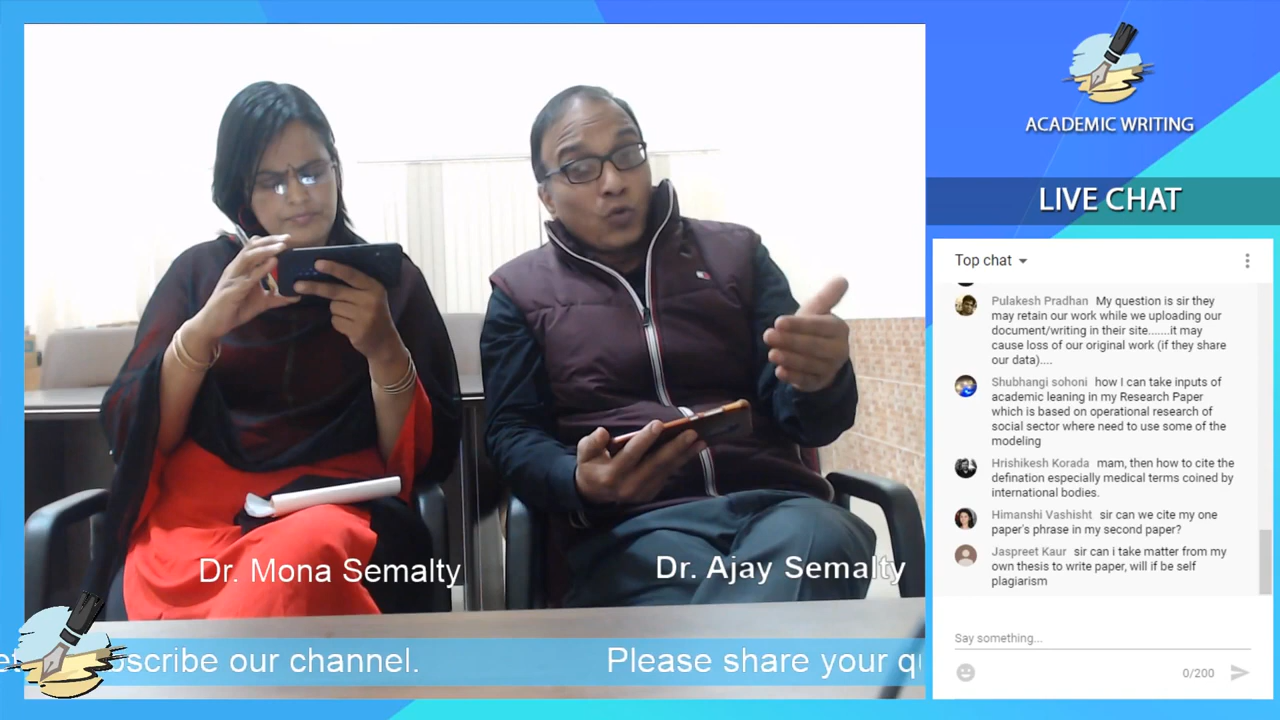 ACADEMIC WRITING
LIVE CHAT
Top chat
Pulakesh Pradhan My question is sir they
may retain our work while we uploading our
document/writing in their site.......it may
cause loss of our original work (if they share
our data)....
Shubhangi sohoni how I can take inputs of
academic leaning in my Research Paper
which is based on operational research of
social sector where need to use some of the
modeling
Hrishikesh Korada mam, then how to cite the
defination especially medical terms coined by
international bodies.
Himanshi Vashisht sir can we cite my one
paper's phrase in my second paper?
Jaspreet Kaur sir can i take matter from my
own thesis to write paper, will if be self
plagiarism
Say something...
0/200
Dr. Mona Semalty
Dr. Ajay Semalty
scribe our channel. Please share your q